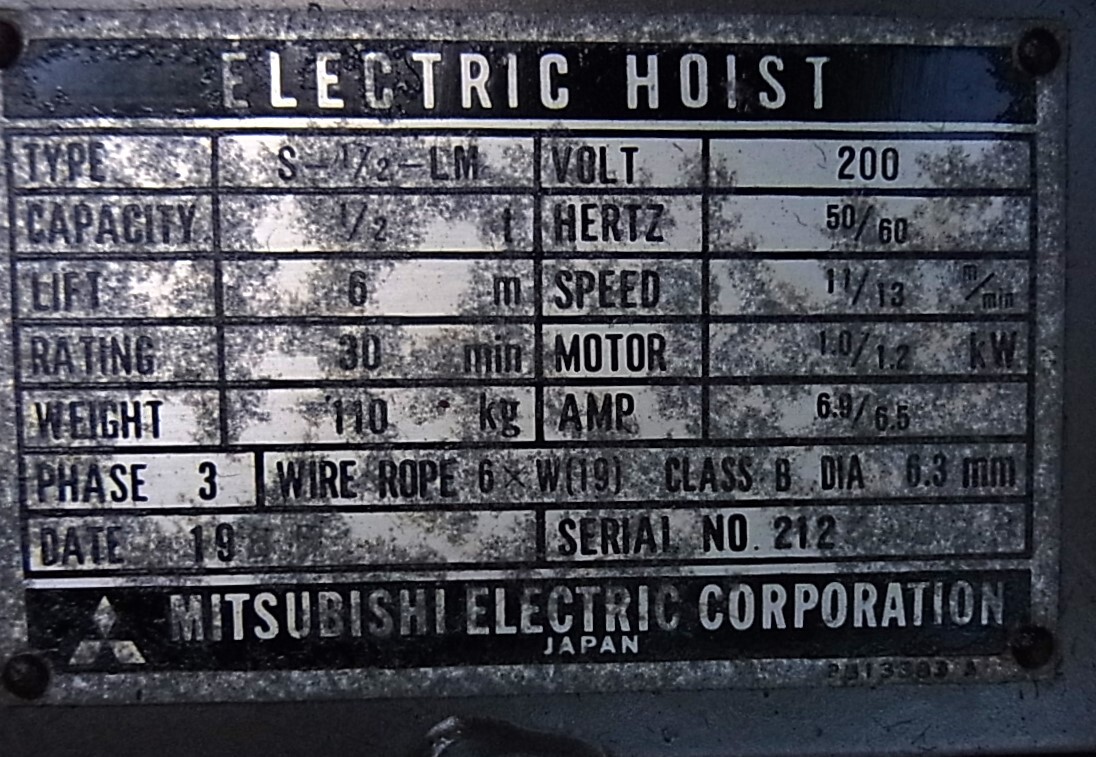 ELECTRIC HOIST
TYPE S-1/2-LM VOLT 200
CAPACITY 1/2 t HERTZ 50/60
LIFT 6 m SPEED 11/13 m/min
RATING 30 min MOTOR 1.0/1.2 kW
WEIGHT 110 kg AMP 6.9/6.5
PHASE 3 WIRE ROPE 6×W(19) CLASS B DIA 6.3 mm
DATE 19 SERIAL NO. 212
MITSUBISHI ELECTRIC CORPORATION
JAPAN